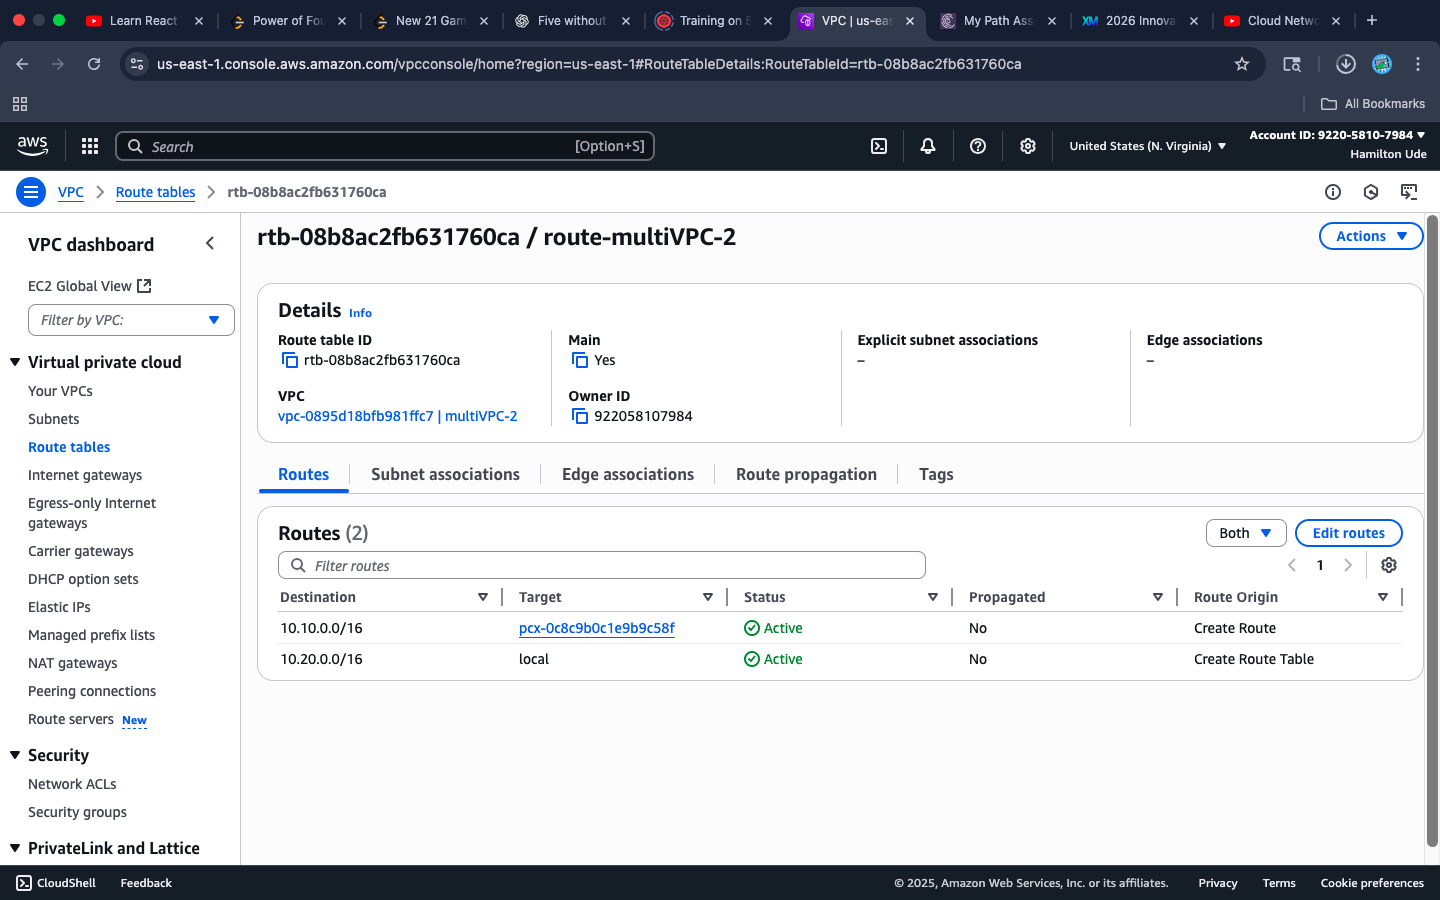 Learn React
Power of Fou
New 21 Gam
Five without
Training on
VPC | us-eas
My Path Ass
XM 2026 Innova
Cloud Netwo
us-east-1.console.aws.amazon.com/vpcconsole/home?region=us-east-1#RouteTableDetails:RouteTableId=rtb-08b8ac2fb631760ca
All Bookmarks
aws
Search
[Option+S]
United States (N. Virginia)
Account ID: 9220-5810-7984
Hamilton Ude
VPC
Route tables
rtb-08b8ac2fb631760ca
VPC dashboard
EC2 Global View
Filter by VPC:
Virtual private cloud
Your VPCs
Subnets
Route tables
Internet gateways
Egress-only Internet
gateways
Carrier gateways
DHCP option sets
Elastic IPs
Managed prefix lists
NAT gateways
Peering connections
Route servers New
Security
Network ACLs
Security groups
PrivateLink and Lattice
rtb-08b8ac2fb631760ca / route-multiVPC-2
Actions
Details Info
Route table ID
rtb-08b8ac2fb631760ca
Main
Yes
Explicit subnet associations
–
Edge associations
–
VPC
vpc-0895d18bfb981ffc7 | multiVPC-2
Owner ID
922058107984
Routes
Subnet associations
Edge associations
Route propagation
Tags
Routes (2)
Both
Edit routes
Filter routes
1
Destination Target Status Propagated Route Origin
10.10.0.0/16 pcx-0c8c9b0c1e9b9c58f Active No Create Route
10.20.0.0/16 local Active No Create Route Table
CloudShell Feedback © 2025, Amazon Web Services, Inc. or its affiliates. Privacy Terms Cookie preferences